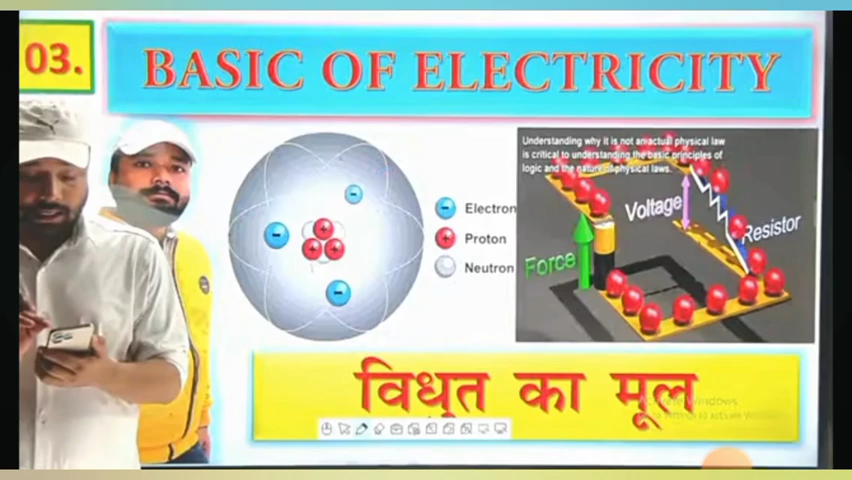 03.
BASIC OF ELECTRICITY
Understanding why it is not an actual physical law
is critical to understanding the basic principles of
logic and the nature of physical laws.
Electron
Proton
Neutron
Voltage
Resistor
Force
विधुत का मूल
Windows